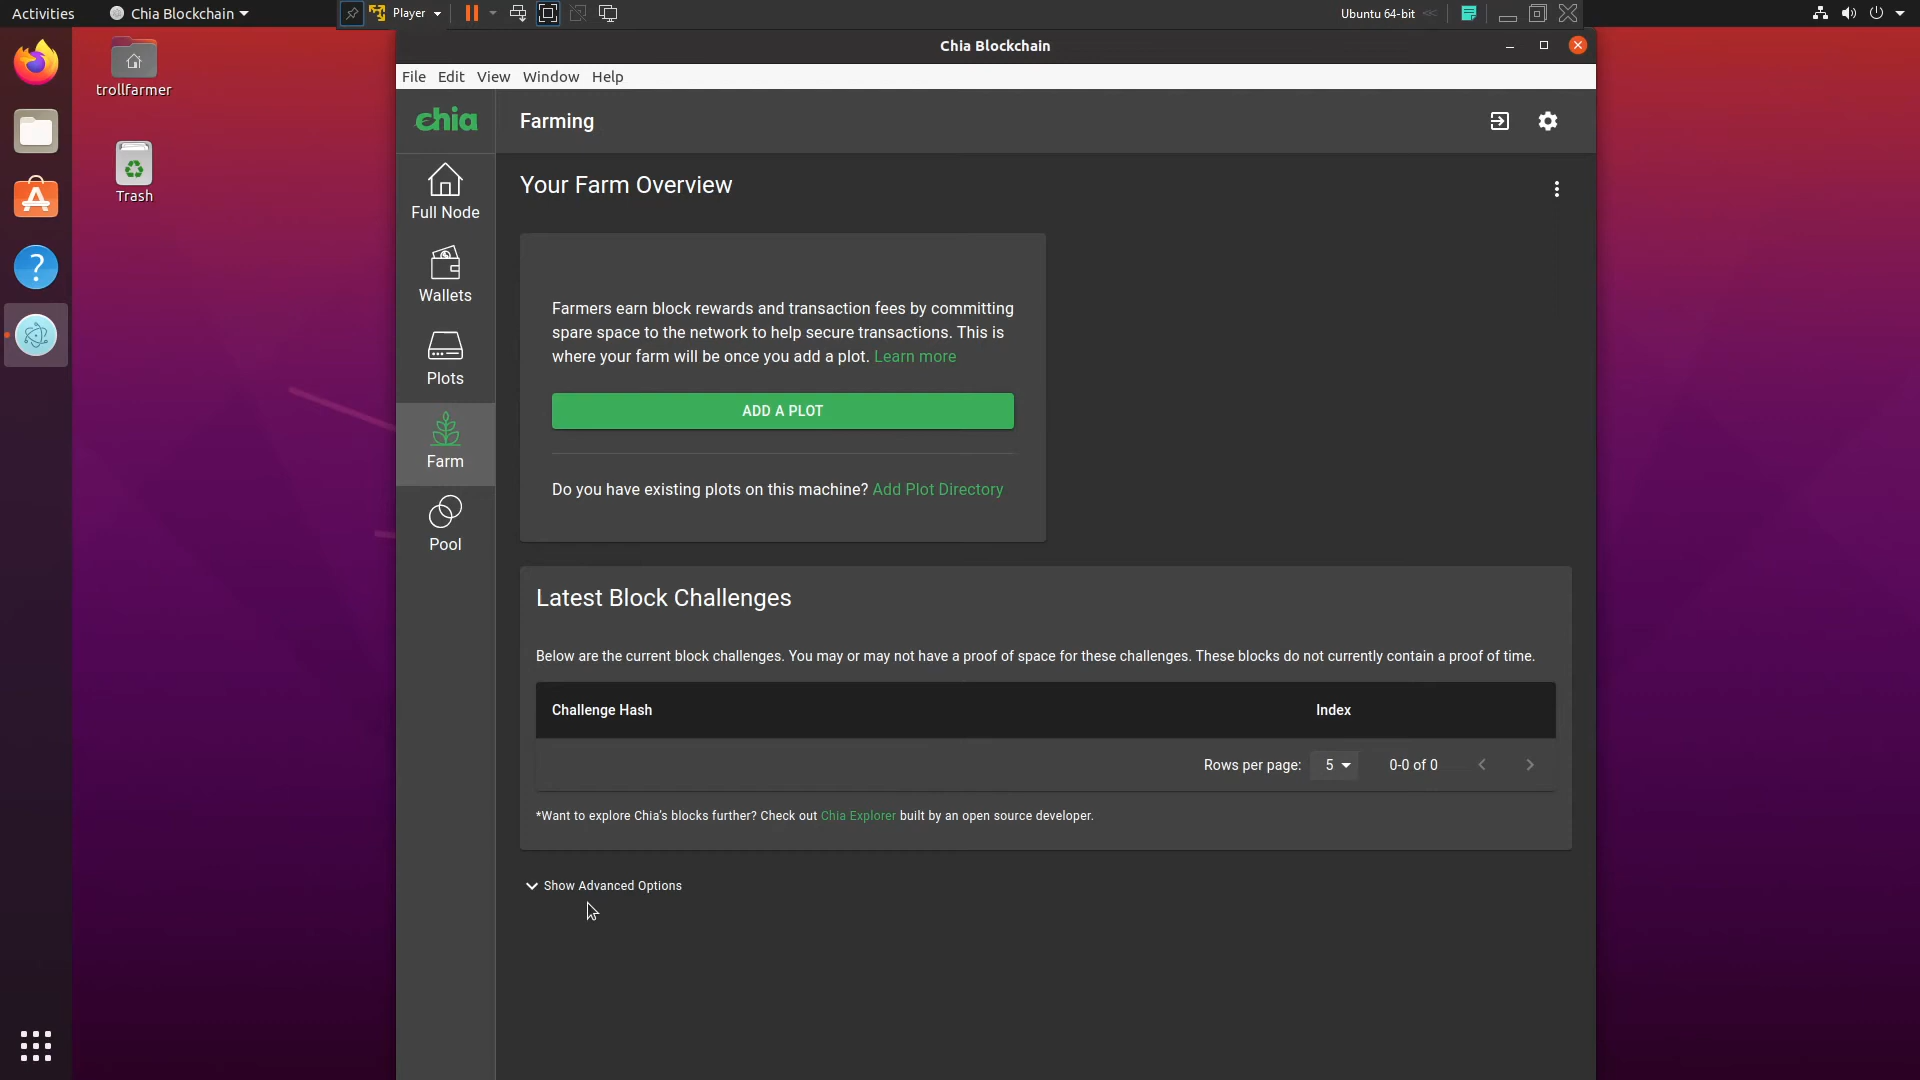 Activities
Chia Blockchain
Player
Ubuntu 64-bit
trollfarmer
Trash
Chia Blockchain
File Edit View Window Help
chia
Farming
Full Node
Wallets
Plots
Farm
Pool
Your Farm Overview
Farmers earn block rewards and transaction fees by committing
spare space to the network to help secure transactions. This is
where your farm will be once you add a plot. Learn more
ADD A PLOT
Do you have existing plots on this machine? Add Plot Directory
Latest Block Challenges
Below are the current block challenges. You may or may not have a proof of space for these challenges. These blocks do not currently contain a proof of time.
Challenge Hash Index
Rows per page: 5 0-0 of 0
*Want to explore Chia's blocks further? Check out Chia Explorer built by an open source developer.
Show Advanced Options